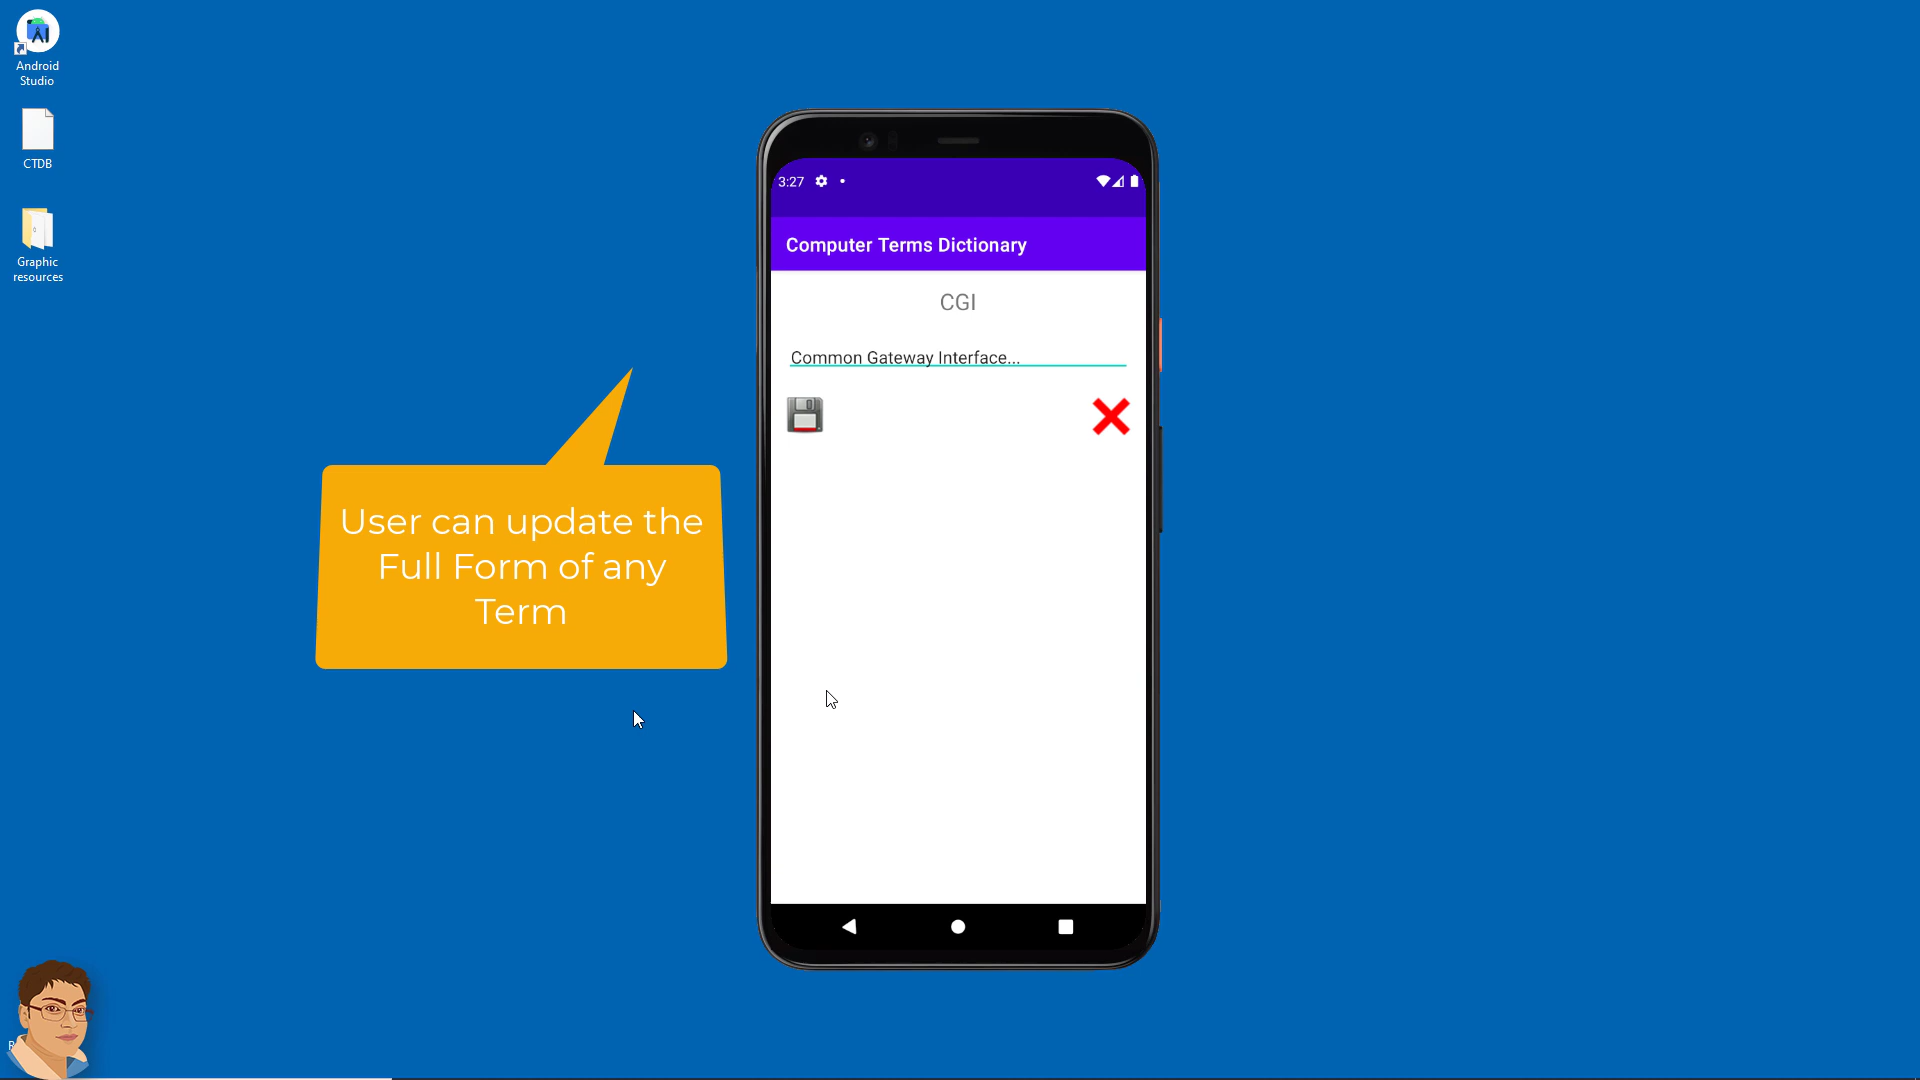 Android
Studio
CTDB
Graphic
resources
3:27
Computer Terms Dictionary
CGI
Common Gateway Interface...
User can update the
Full Form of any
Term